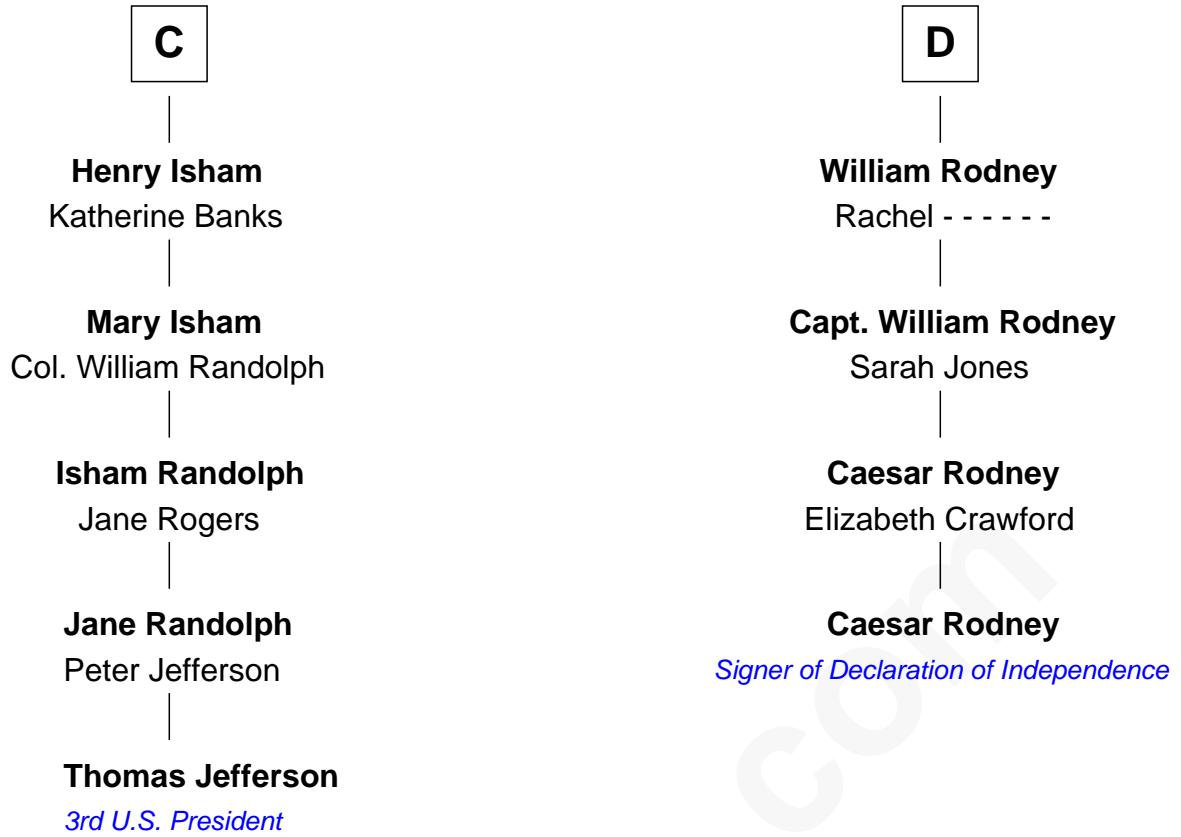 C
Henry Isham
Katherine Banks
Mary Isham
Col. William Randolph
Isham Randolph
Jane Rogers
Jane Randolph
Peter Jefferson
Thomas Jefferson
3rd U.S. President
D
William Rodney
Rachel - - - - - -
Capt. William Rodney
Sarah Jones
Caesar Rodney
Elizabeth Crawford
Caesar Rodney
Signer of Declaration of Independence
com